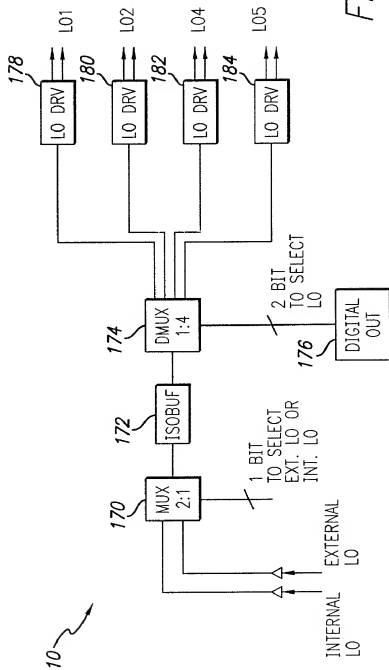 10
LO1
178
LO DRV
LO2
180
LO DRV
LO4
182
LO DRV
LO5
184
LO DRV
174
DMUX
1:4
172
ISOBUF
170
MUX
2:1
2 BIT
TO SELECT
LO
176
DIGITAL
OUT
1 BIT
TO SELECT
EXT. LO OR
INT. LO
EXTERNAL
LO
INTERNAL
LO